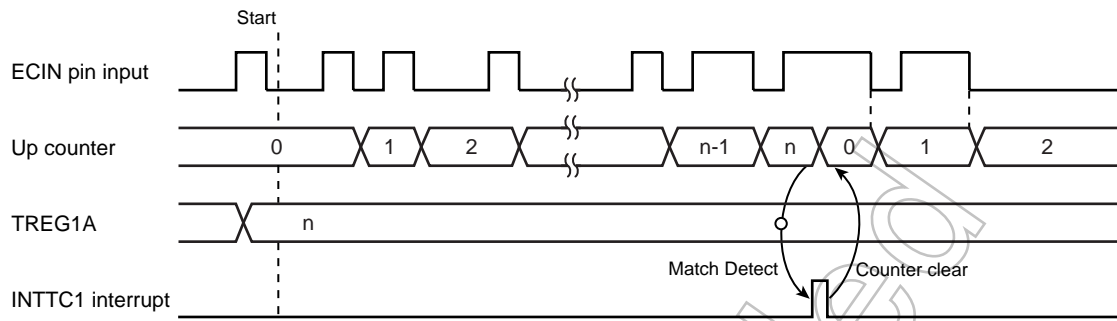 Start
ECIN pin input
Up counter 0 1 2 n-1 n 0 1 2
TREG1A n
Match Detect Counter clear
INTTC1 interrupt